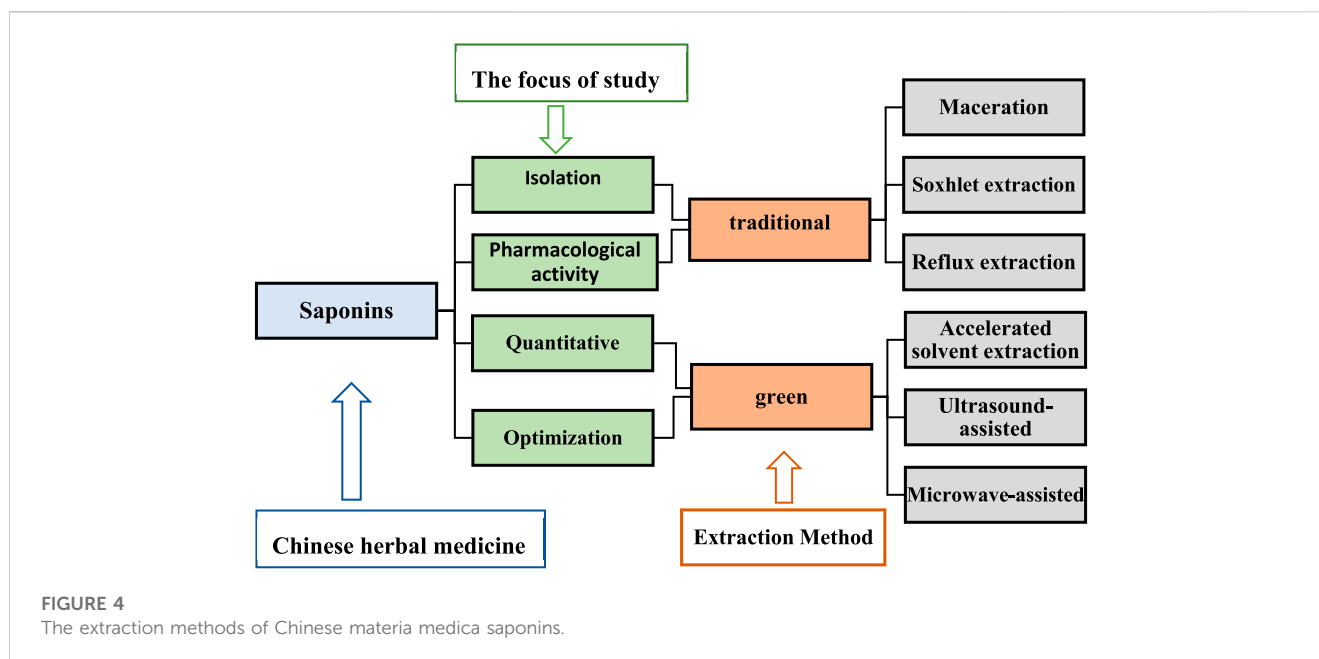 The focus of study
Maceration
Isolation
Soxhlet extraction
traditional
Pharmacological
activity
Reflux extraction
Saponins
Quantitative
Accelerated
solvent extraction
green
Ultrasound-
assisted
Optimization
Microwave-assisted
Chinese herbal medicine
Extraction Method
FIGURE 4
The extraction methods of Chinese materia medica saponins.